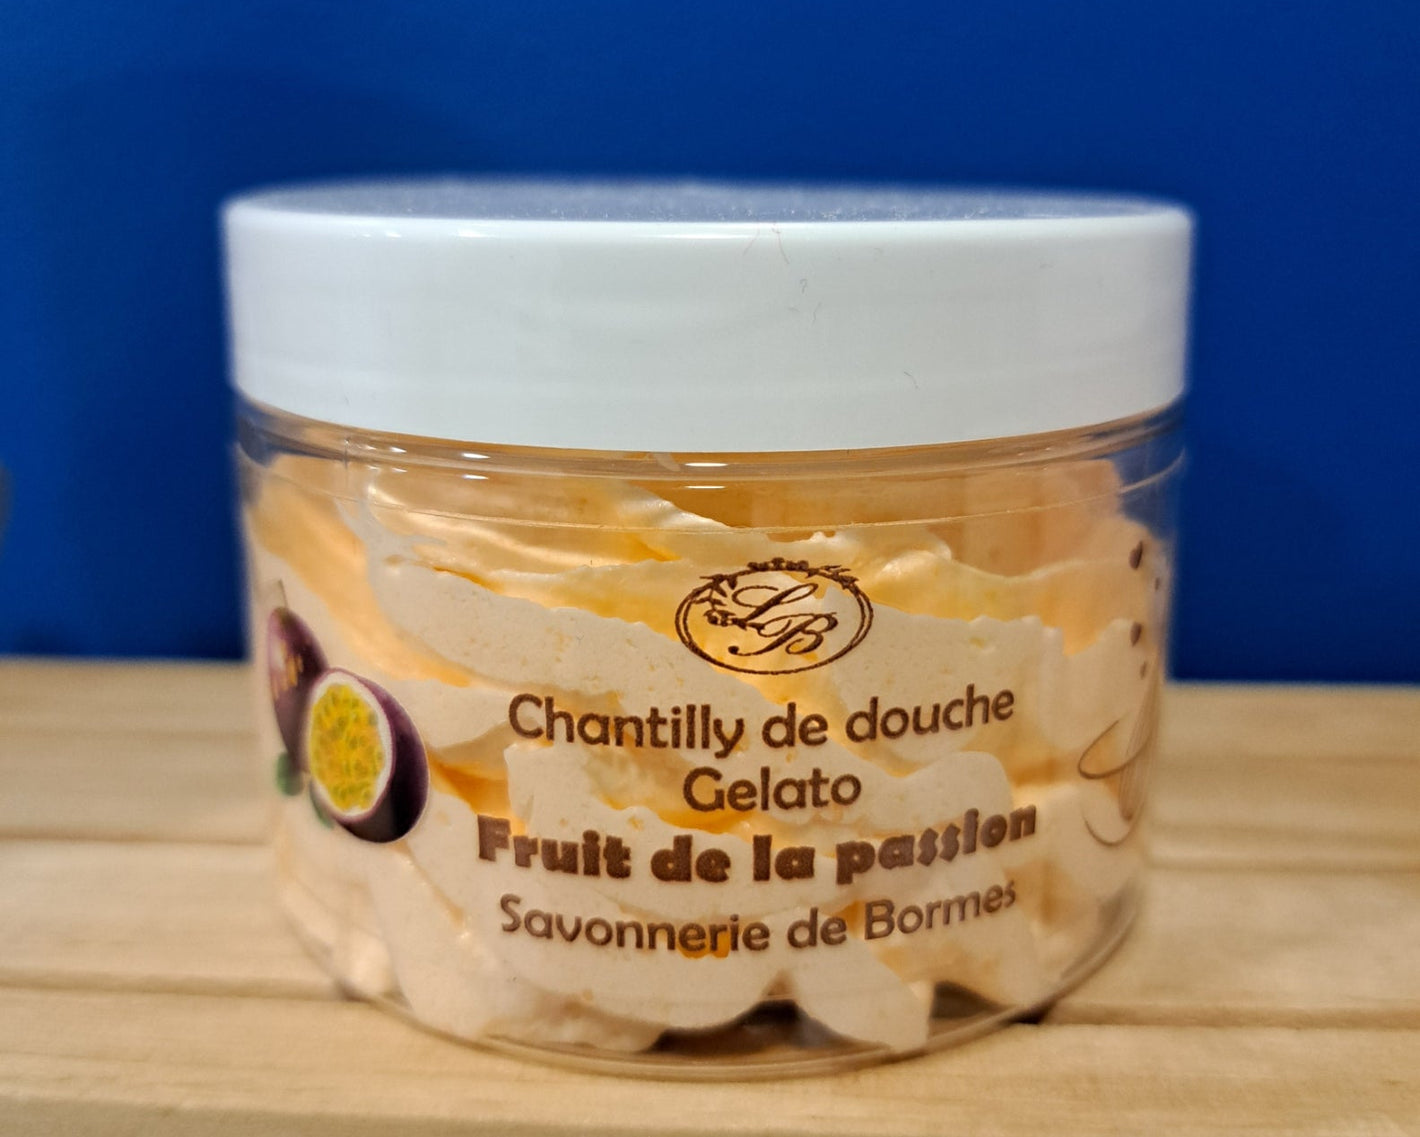 LB
Chantilly de douche
Gelato
Fruit de la passion
Savonnerie de Bormes